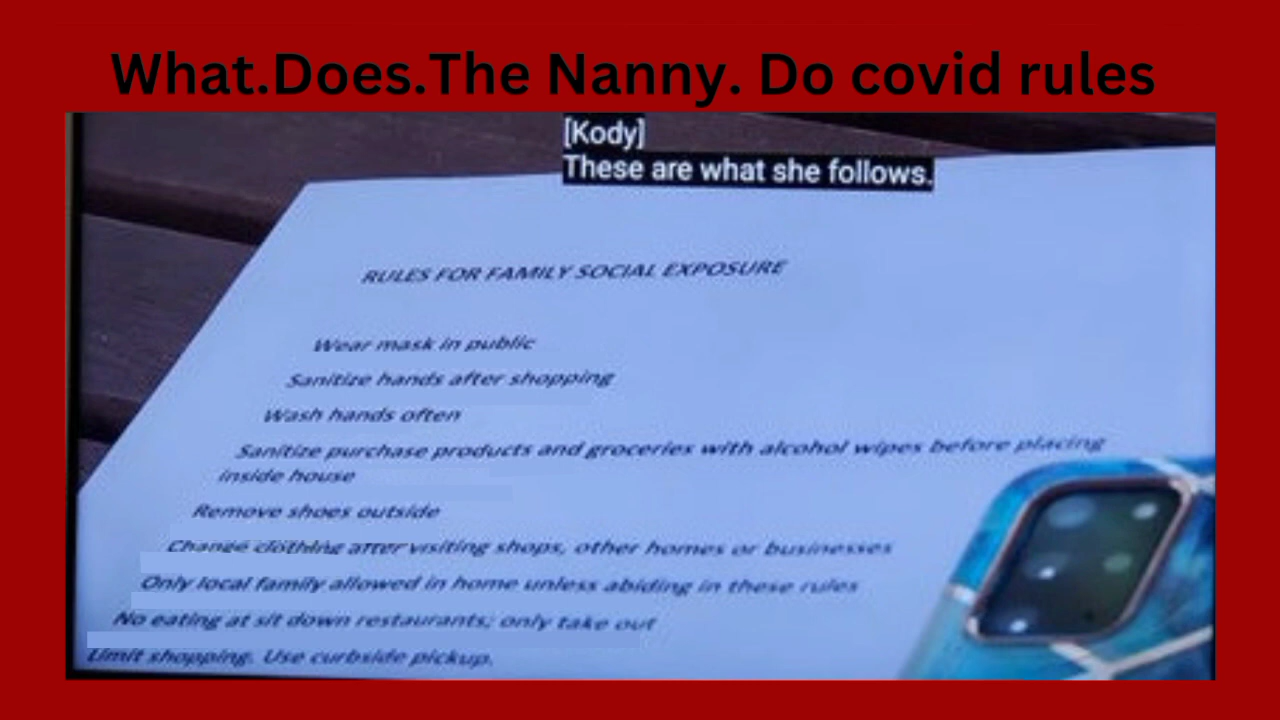 What.Does.The Nanny. Do covid rules
[Kody]
These are what she follows.
RULES FOR FAMILY SOCIAL EXPOSURE
Wear mask in public
Sanitize hands after shopping
Wash hands often
Sanitize purchase products and groceries with alcohol wipes before placing
inside house
Remove shoes outside
Change clothing after visiting shops, other homes or businesses
Only local family allowed in home unless abiding in these rules
No eating at sit down restaurants; only take out
Limit shopping. Use curbside pickup.